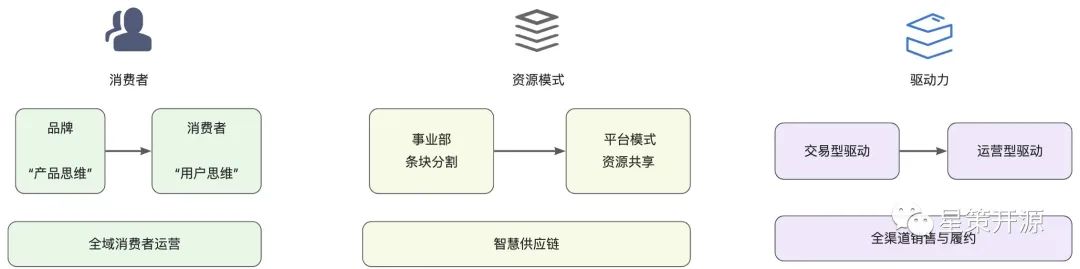 消费者
品牌
“产品思维”
消费者
“用户思维”
全域消费者运营
资源模式
事业部
条块分割
平台模式
资源共享
智慧供应链
驱动力
交易型驱动
运营型驱动
全渠道销售与履约
星策开源